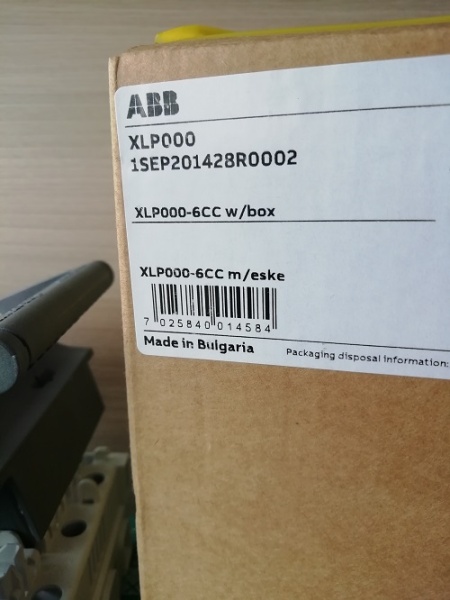 ABB
XLP000
1SEP201428R0002
XLP000-6CC w/box
XLP000-6CC m/eske
7 025840 014584
Made in Bulgaria
Packaging disposal information: